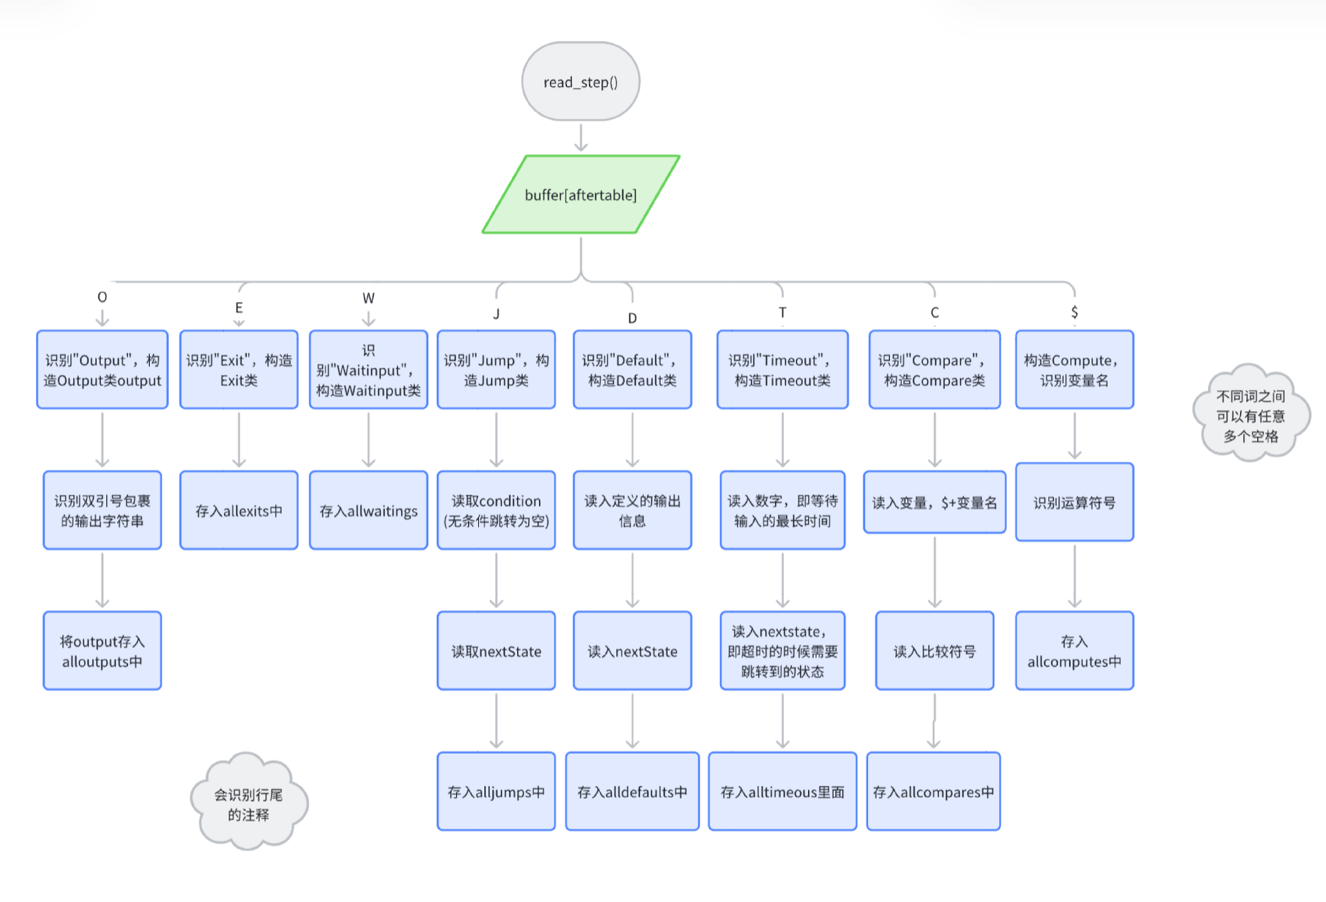 read_step()
buffer[aftertable]
O
E
W
J
D
T
C
$
识别"Output"，构
造Output类output
识别"Exit"，构造
Exit类
识
别"Waitinput"，
构造Waitinput类
识别"Jump"，构
造Jump类
识别"Default"，
构造Default类
识别"Timeout"，
构造Timeout类
识别"Compare"，
构造Compare类
构造Compute，
识别变量名
不同词之间
可以有任意
多个空格
识别双引号包裹
的输出字符串
存入allexits中
存入allwaitings
读取condition
(无条件跳转为空)
读入定义的输出
信息
读入数字，即等待
输入的最长时间
读入变量，$+变量名
识别运算符号
将output存入
alloutputs中
读取nextState
读入nextState
读入nextstate，
即超时的时候需要
跳转到的状态
读入比较符号
存入
allcomputes中
会识别行尾
的注释
存入alljumps中
存入alldefaults中
存入alltimeous里面
存入allcompares中